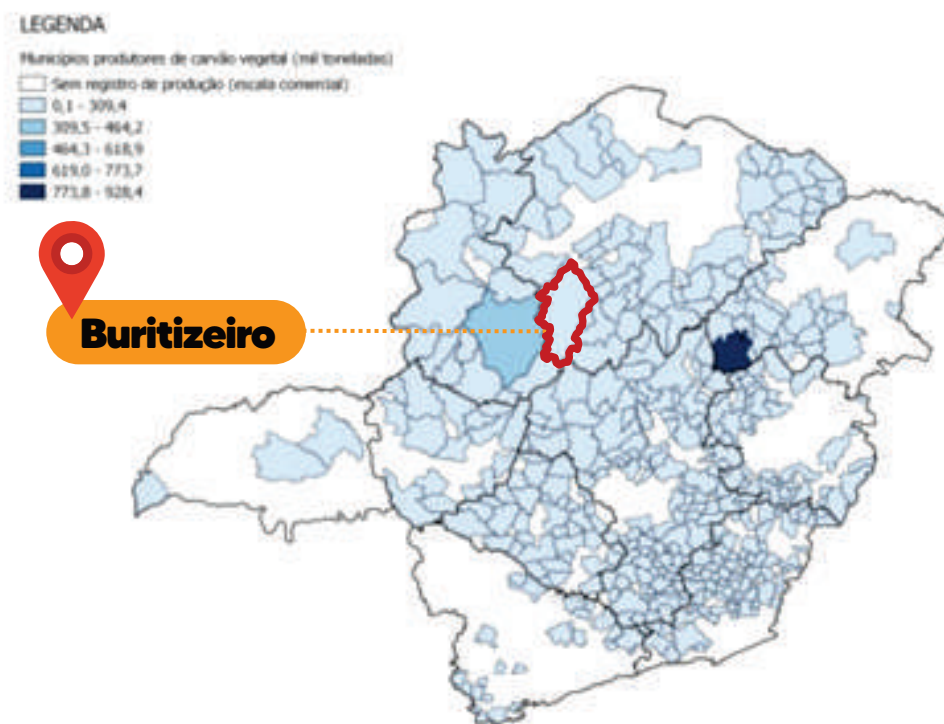 LEGENDA
Municípios produtores de carvão vegetal (mil toneladas)
Sem registro de produção (escala comercial)
0,1 - 309,4
309,5 - 464,2
464,3 - 618,9
619,0 - 773,7
773,8 - 928,4
Buritizeiro